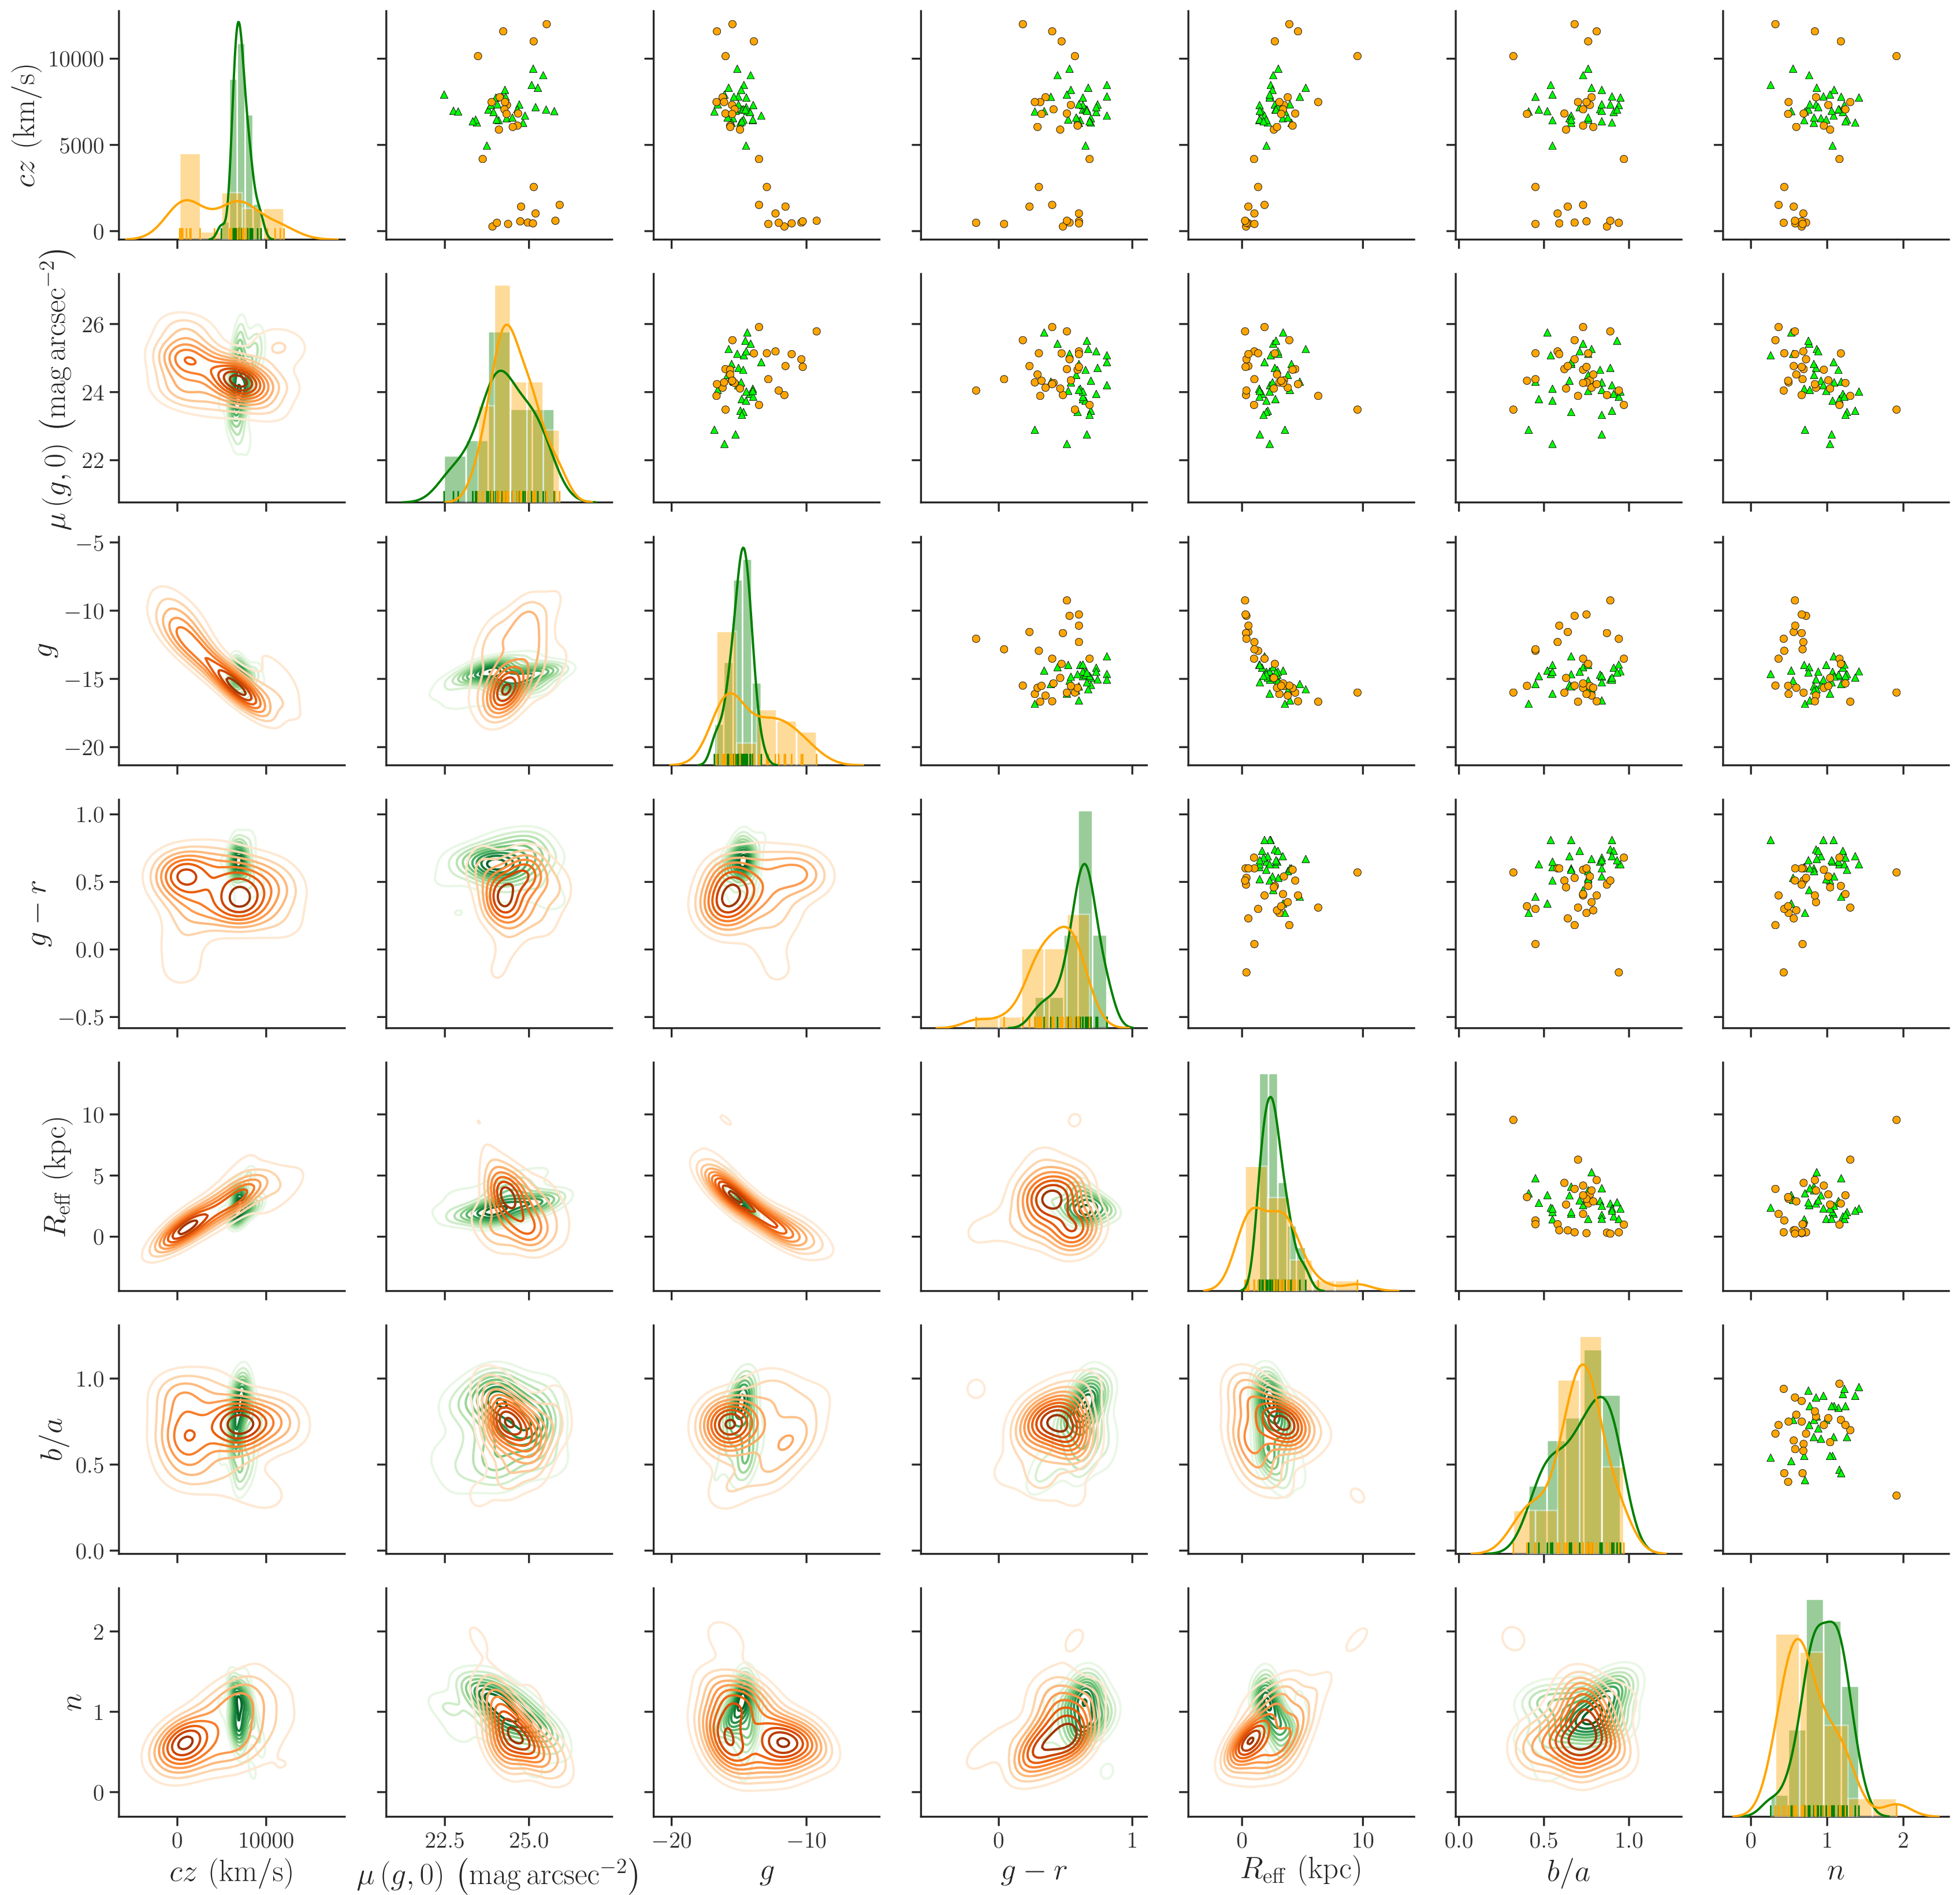 cz (km/s)
10000
5000
0
μ(g,0) (mag arcsec⁻²)
26
24
22
g
−5
−10
−15
−20
g − r
1.0
0.5
0.0
−0.5
R_eff (kpc)
10
5
0
b/a
1.0
0.5
0.0
n
2
1
0
0 10000 22.5 25.0 −20 −10 0 1 0 10 0.0 0.5 1.0 0 1 2
cz (km/s) μ(g,0) (mag arcsec⁻²) g g − r R_eff (kpc) b/a n